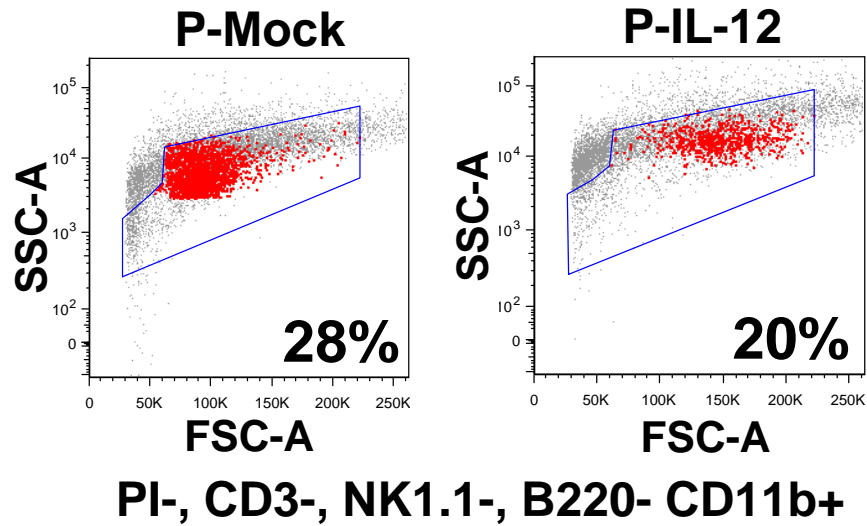 P-Mock
P-IL-12
SSC-A
10^5
10^4
10^3
10^2
0
28%
0
50K
100K
150K
200K
250K
FSC-A
SSC-A
10^5
10^4
10^3
10^2
0
20%
0
50K
100K
150K
200K
250K
FSC-A
PI-, CD3-, NK1.1-, B220- CD11b+